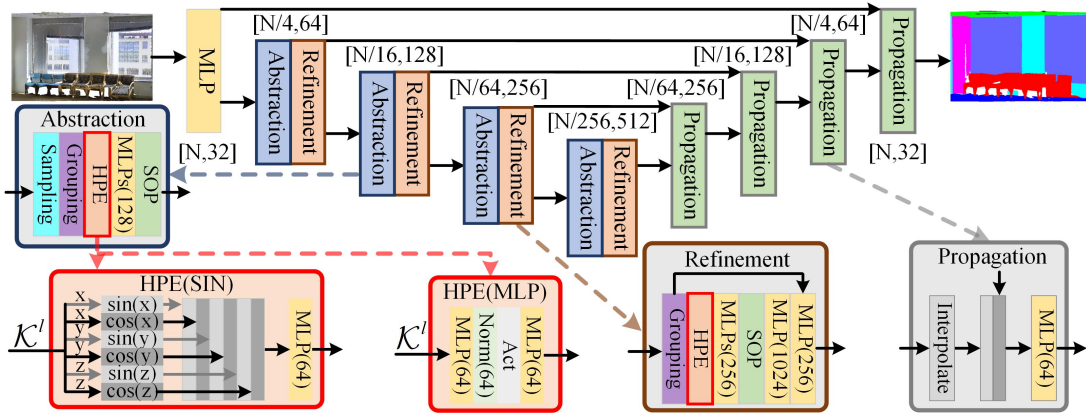 [N/4,64]
[N/4,64]
MLP
Abstraction
Refinement
[N/16,128]
[N/16,128]
Propagation
Propagation
Abstraction
Refinement
[N/64,256]
[N/64,256]
Propagation
Abstraction
Refinement
[N/256,512]
Propagation
Abstraction
Refinement
[N,32]
[N,32]
Abstraction
Sampling
Grouping
HPE
MLPs(128)
SOP
HPE(SIN)
K^l
x
sin(x)
x
cos(x)
y
sin(y)
y
cos(y)
z
sin(z)
z
cos(z)
MLP(64)
HPE(MLP)
K^l
MLP(64)
Norm(64)
Act
MLP(64)
Refinement
Grouping
HPE
MLPs(256)
SOP
MLP(1024)
MLP(256)
Propagation
Interpolate
MLP(64)